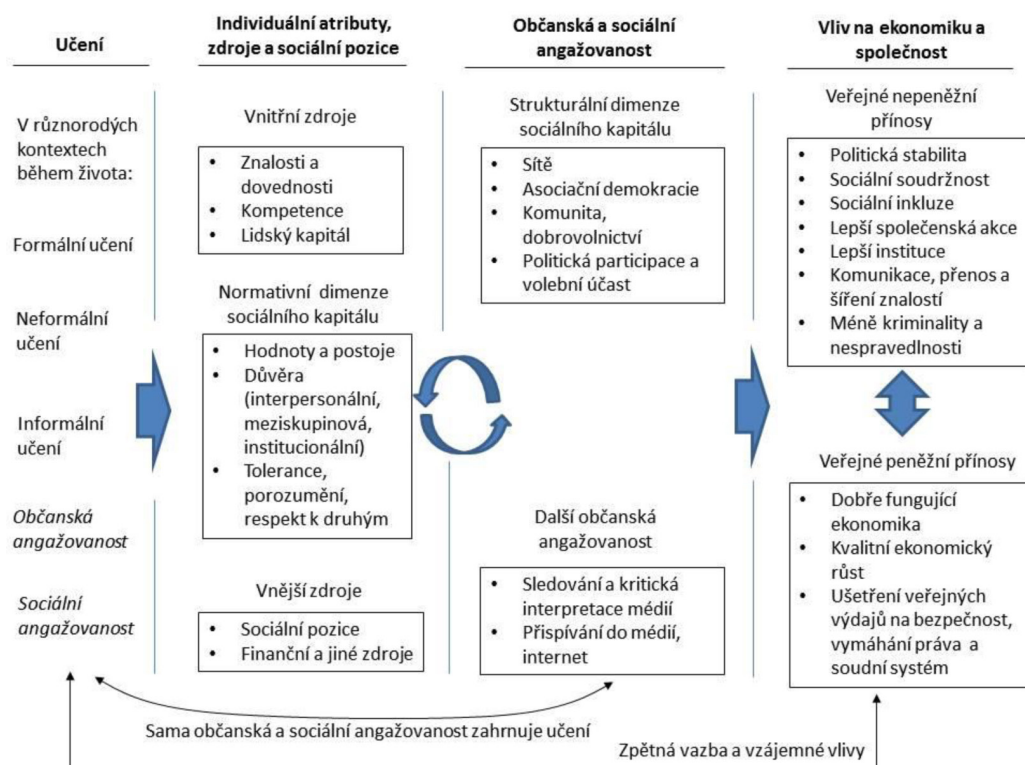 Učení
V různorodých
kontextech
během života:
Formální učení
Neformální
učení
Informální
učení
Občanská
angažovanost
Sociální
angažovanost
Individuální atributy,
zdroje a sociální pozice
Vnitřní zdroje
• Znalosti a
dovednosti
• Kompetence
• Lidský kapitál
Normativní dimenze
sociálního kapitálu
• Hodnoty a postoje
• Důvěra
(interpersonální,
meziskupinová,
institucionální)
• Tolerance,
porozumění,
respekt k druhým
Vnější zdroje
• Sociální pozice
• Finanční a jiné zdroje
Občanská a sociální
angažovanost
Strukturální dimenze
sociálního kapitálu
• Sítě
• Asociační demokracie
• Komunita,
dobrovolnictví
• Politická participace a
volební účast
Další občanská
angažovanost
• Sledování a kritická
interpretace médií
• Přispívání do médií,
internet
Vliv na ekonomiku a
společnost
Veřejné nepeněžní
přínosy
• Politická stabilita
• Sociální soudržnost
• Sociální inkluze
• Lepší společenská akce
• Lepší instituce
• Komunikace, přenos a
šíření znalostí
• Méně kriminality a
nespravedlnosti
Veřejné peněžní přínosy
• Dobře fungující
ekonomika
• Kvalitní ekonomický
růst
• Ušetření veřejných
výdajů na bezpečnost,
vymáhání práva a
soudní systém
Sama občanská a sociální angažovanost zahrnuje učení
Zpětná vazba a vzájemné vlivy